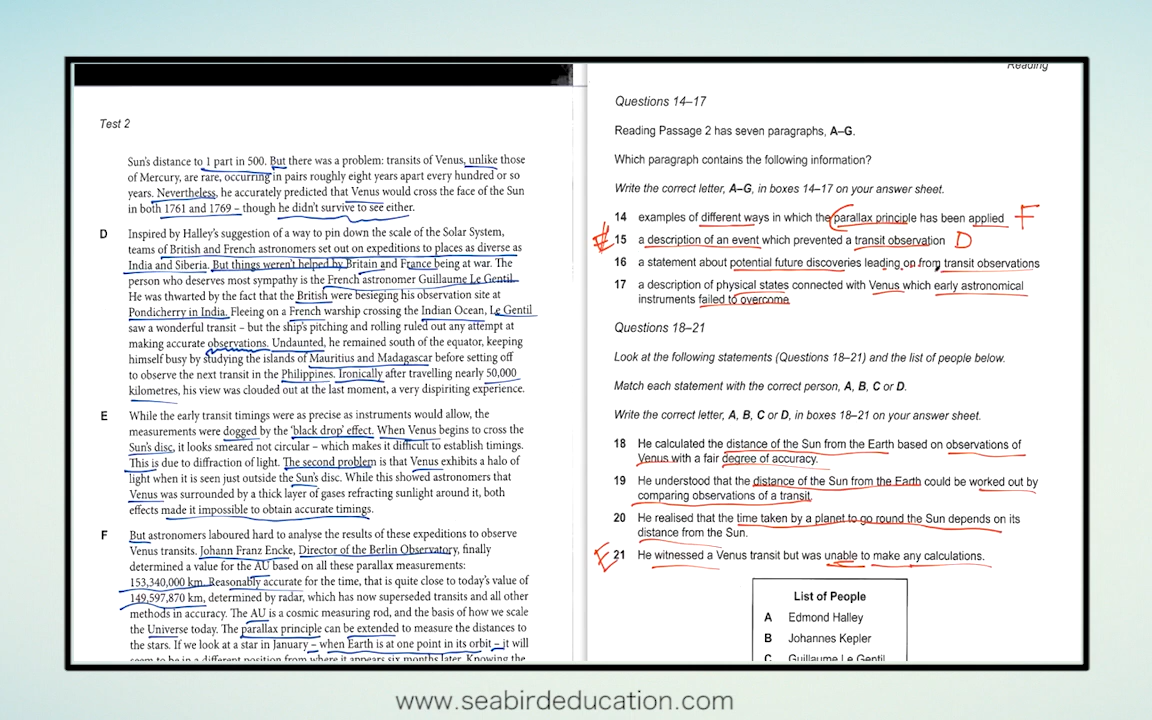 Test 2
Sun's distance to 1 part in 500. But there was a problem: transits of Venus, unlike those
of Mercury, are rare, occurring in pairs roughly eight years apart every hundred or so
years. Nevertheless, he accurately predicted that Venus would cross the face of the Sun
in both 1761 and 1769 – though he didn't survive to see either.
D Inspired by Halley's suggestion of a way to pin down the scale of the Solar System,
teams of British and French astronomers set out on expeditions to places as diverse as
India and Siberia. But things weren't helped by Britain and France being at war. The
person who deserves most sympathy is the French astronomer Guillaume Le Gentil.
He was thwarted by the fact that the British were besieging his observation site at
Pondicherry in India. Fleeing on a French warship crossing the Indian Ocean, Le Gentil
saw a wonderful transit – but the ship's pitching and rolling ruled out any attempt at
making accurate observations. Undaunted, he remained south of the equator, keeping
himself busy by studying the islands of Mauritius and Madagascar before setting off
to observe the next transit in the Philippines. Ironically after travelling nearly 50,000
kilometres, his view was clouded out at the last moment, a very dispiriting experience.
E While the early transit timings were as precise as instruments would allow, the
measurements were dogged by the 'black drop' effect. When Venus begins to cross the
Sun's disc, it looks smeared not circular – which makes it difficult to establish timings.
This is due to diffraction of light. The second problem is that Venus exhibits a halo of
light when it is seen just outside the Sun's disc. While this showed astronomers that
Venus was surrounded by a thick layer of gases refracting sunlight around it, both
effects made it impossible to obtain accurate timings.
F But astronomers laboured hard to analyse the results of these expeditions to observe
Venus transits. Johann Franz Encke, Director of the Berlin Observatory, finally
determined a value for the AU based on all these parallax measurements:
153,340,000 km. Reasonably accurate for the time, that is quite close to today's value of
149,597,870 km, determined by radar, which has now superseded transits and all other
methods in accuracy. The AU is a cosmic measuring rod, and the basis of how we scale
the Universe today. The parallax principle can be extended to measure the distances to
the stars. If we look at a star in January – when Earth is at one point in its orbit – it will
seem to be in a different position from where it appears six months later. Knowing the
Reading
Questions 14–17
Reading Passage 2 has seven paragraphs, A–G.
Which paragraph contains the following information?
Write the correct letter, A–G, in boxes 14–17 on your answer sheet.
14 examples of different ways in which the parallax principle has been applied F
15 a description of an event which prevented a transit observation D
16 a statement about potential future discoveries leading on from transit observations
17 a description of physical states connected with Venus which early astronomical
instruments failed to overcome
Questions 18–21
Look at the following statements (Questions 18–21) and the list of people below.
Match each statement with the correct person, A, B, C or D.
Write the correct letter, A, B, C or D, in boxes 18–21 on your answer sheet.
18 He calculated the distance of the Sun from the Earth based on observations of
Venus with a fair degree of accuracy.
19 He understood that the distance of the Sun from the Earth could be worked out by
comparing observations of a transit.
20 He realised that the time taken by a planet to go round the Sun depends on its
distance from the Sun.
21 He witnessed a Venus transit but was unable to make any calculations.
List of People
A Edmond Halley
B Johannes Kepler
C Guillaume Le Gentil
www.seabirdeducation.com